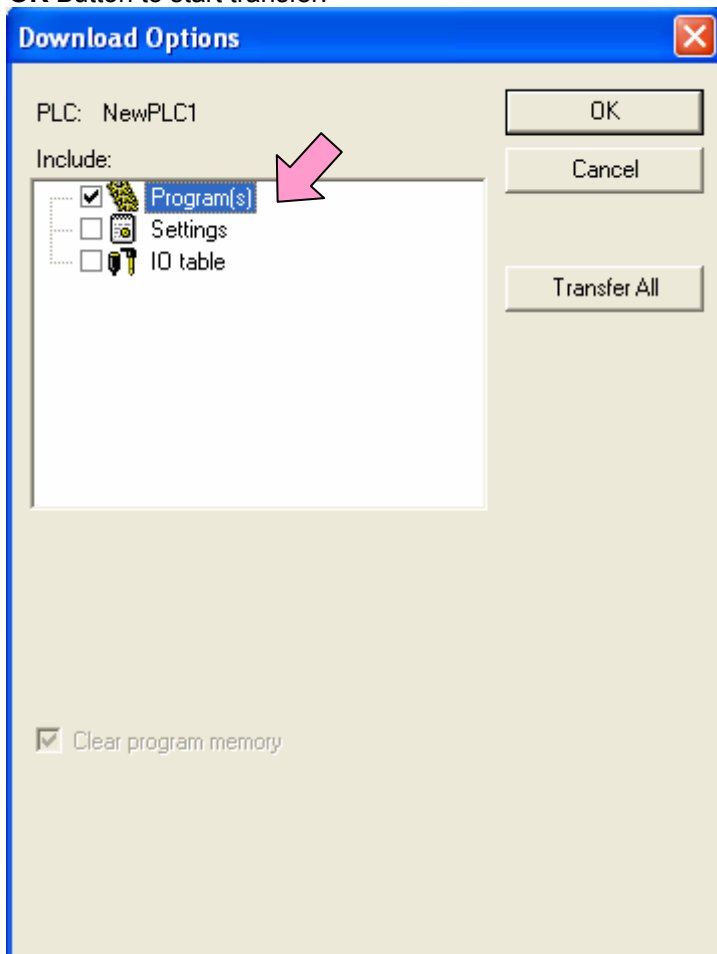 Download Options
PLC: NewPLC1
OK
Include:
Cancel
Program(s)
Settings
IO table
Transfer All
Clear program memory